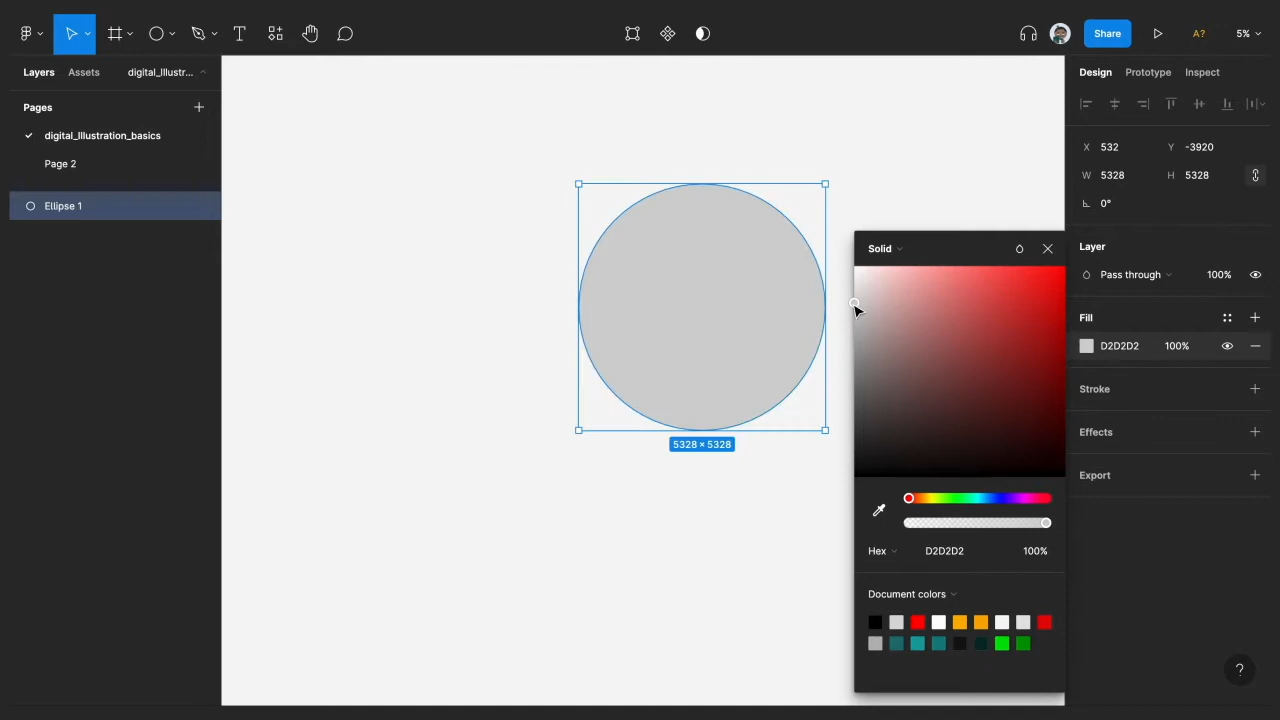 Share
A?
5%
Layers
Assets
digital_Illustr...
Pages
digital_Illustration_basics
Page 2
Ellipse 1
5328 × 5328
Solid
Hex
D2D2D2
100%
Document colors
Design
Prototype
Inspect
X 532
Y -3920
W 5328
H 5328
0°
Layer
Pass through
100%
Fill
D2D2D2
100%
Stroke
Effects
Export
?